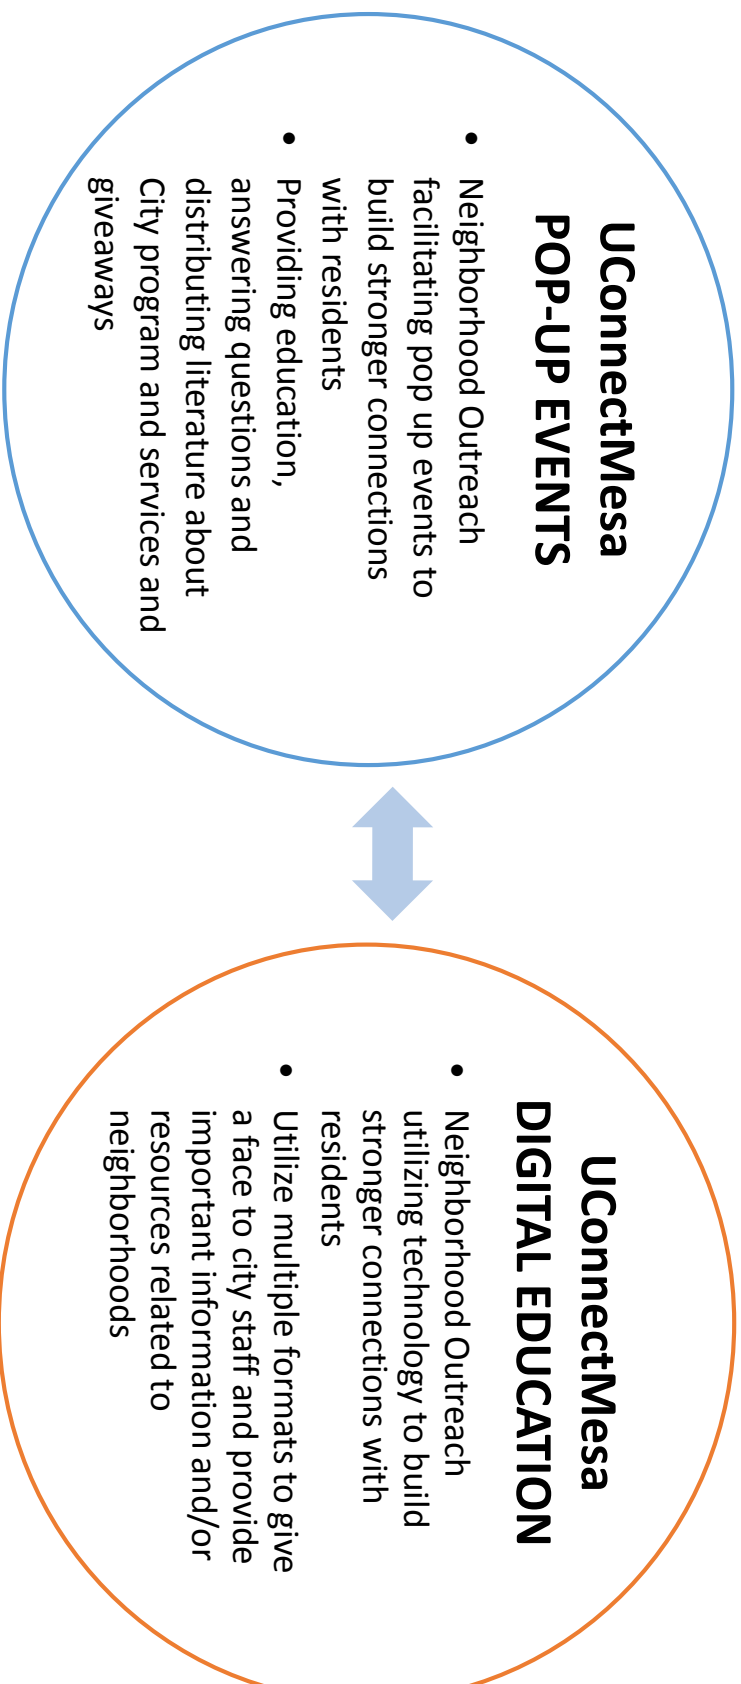 UConnectMesa
POP-UP EVENTS
• Neighborhood Outreach
facilitating pop up events to
build stronger connections
with residents
• Providing education,
answering questions and
distributing literature about
City program and services and
giveaways
UConnectMesa
DIGITAL EDUCATION
• Neighborhood Outreach
utilizing technology to build
stronger connections with
residents
• Utilize multiple formats to give
a face to city staff and provide
important information and/or
resources related to
neighborhoods